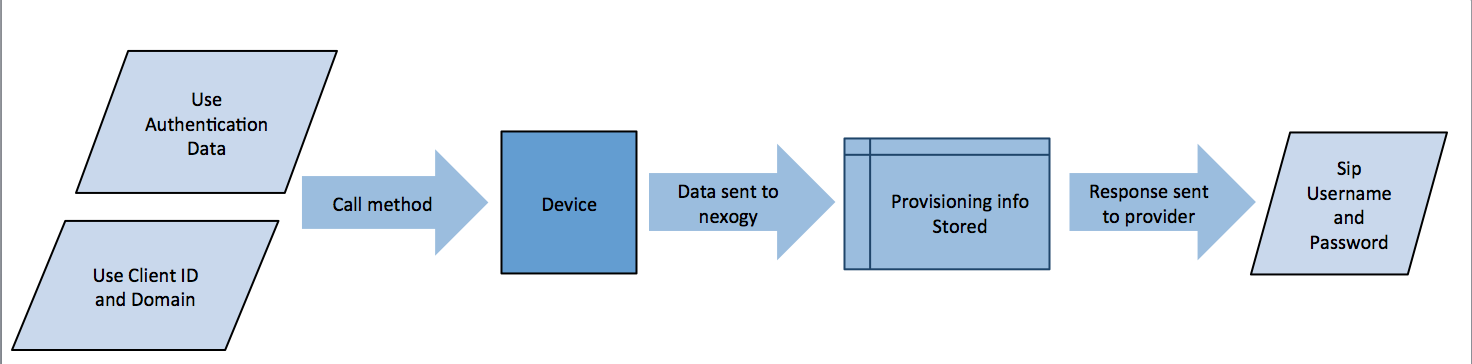 Use
Authentication
Data
Use Client ID
and Domain
Call method
Device
Data sent to
nexogy
Provisioning info
Stored
Response sent
to provider
Sip
Username
and
Password